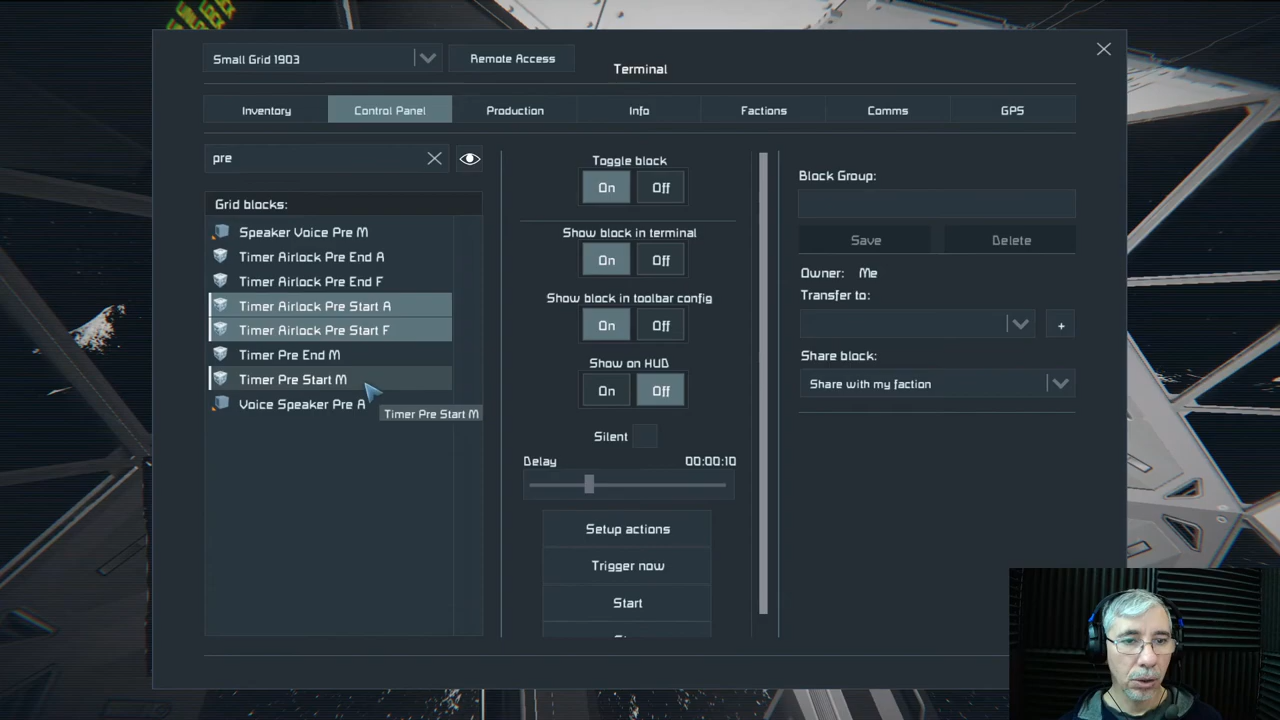 Small Grid 1903
Remote Access
Terminal
Inventory
Control Panel
Production
Info
Factions
Comms
GPS
pre
Grid blocks:
Speaker Voice Pre M
Timer Airlock Pre End A
Timer Airlock Pre End F
Timer Airlock Pre Start A
Timer Airlock Pre Start F
Timer Pre End M
Timer Pre Start M
Voice Speaker Pre A
Timer Pre Start M
Toggle block
On Off
Show block in terminal
On Off
Show block in toolbar config
On Off
Show on HUD
On Off
Silent
Delay 00:00:10
Setup actions
Trigger now
Start
Block Group:
Save Delete
Owner: Me
Transfer to:
+
Share block:
Share with my faction